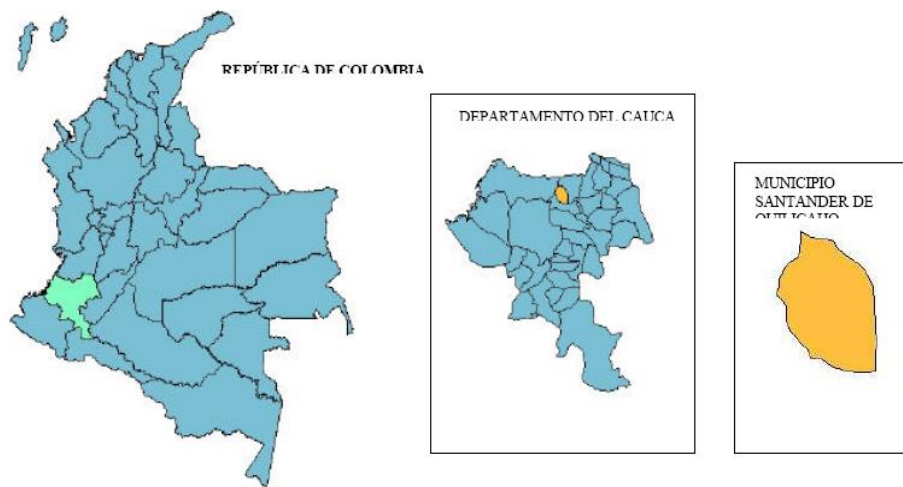 REPÚBLICA DE COLOMBIA
DEPARTAMENTO DEL CAUCA
MUNICIPIO
SANTANDER DE